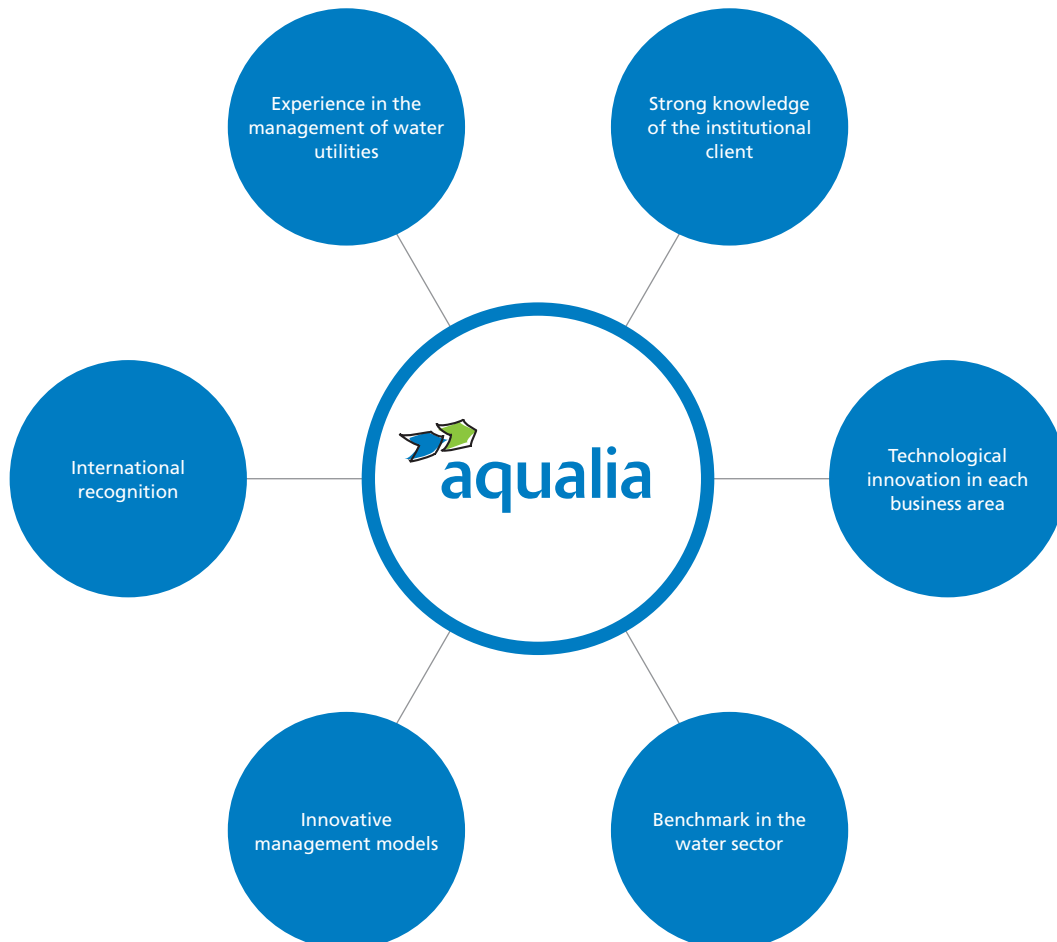 Experience in the
management of water
utilities
Strong knowledge
of the institutional
client
International
recognition
aqualia
Technological
innovation in each
business area
Innovative
management models
Benchmark in the
water sector